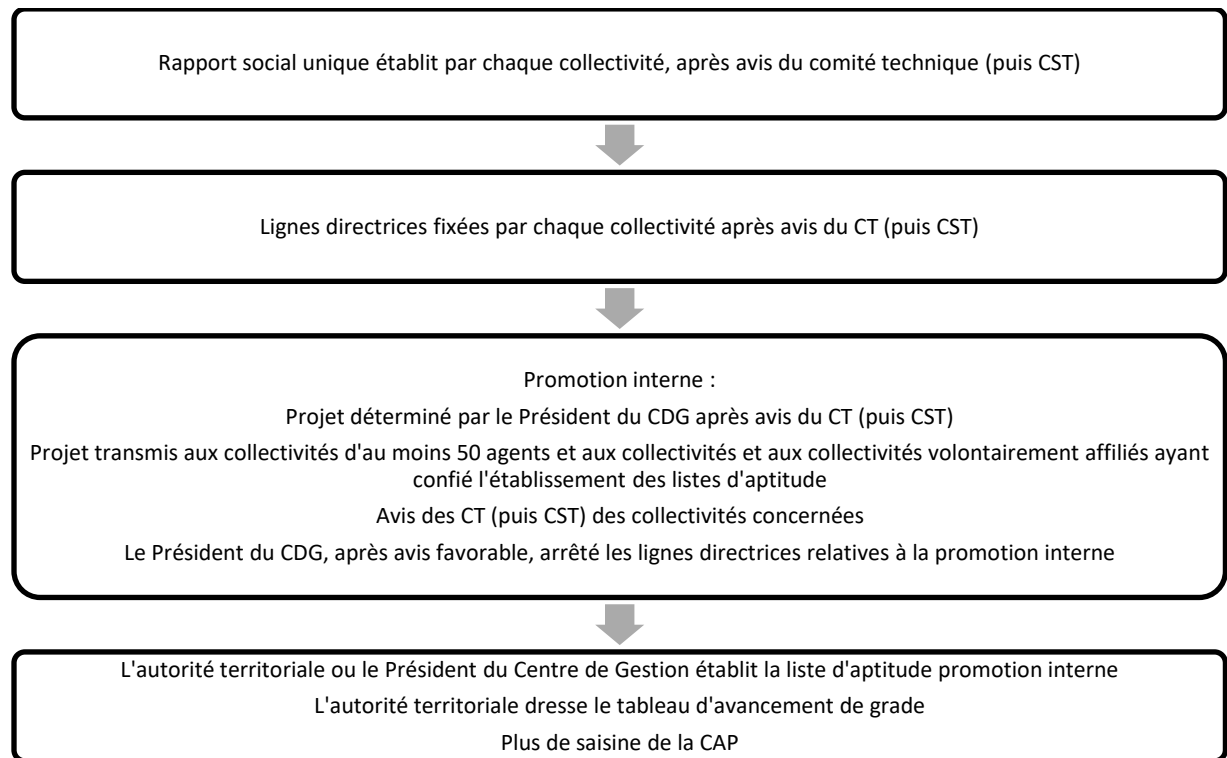 Rapport social unique établit par chaque collectivité, après avis du comité technique (puis CST)
Lignes directrices fixées par chaque collectivité après avis du CT (puis CST)
Promotion interne :
Projet déterminé par le Président du CDG après avis du CT (puis CST)
Projet transmis aux collectivités d'au moins 50 agents et aux collectivités et aux collectivités volontairement affiliés ayant
confié l'établissement des listes d'aptitude
Avis des CT (puis CST) des collectivités concernées
Le Président du CDG, après avis favorable, arrêté les lignes directrices relatives à la promotion interne
L'autorité territoriale ou le Président du Centre de Gestion établit la liste d'aptitude promotion interne
L'autorité territoriale dresse le tableau d'avancement de grade
Plus de saisine de la CAP